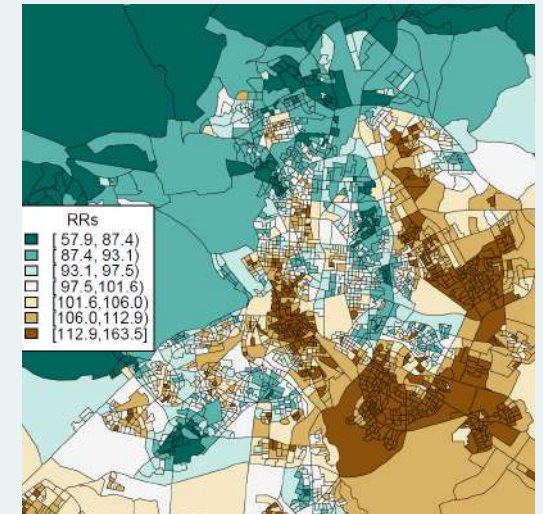 RRs
[ 57.9, 87.4)
[ 87.4, 93.1)
[ 93.1, 97.5)
[ 97.5,101.6)
[101.6,106.0)
[106.0,112.9)
[112.9,163.5]